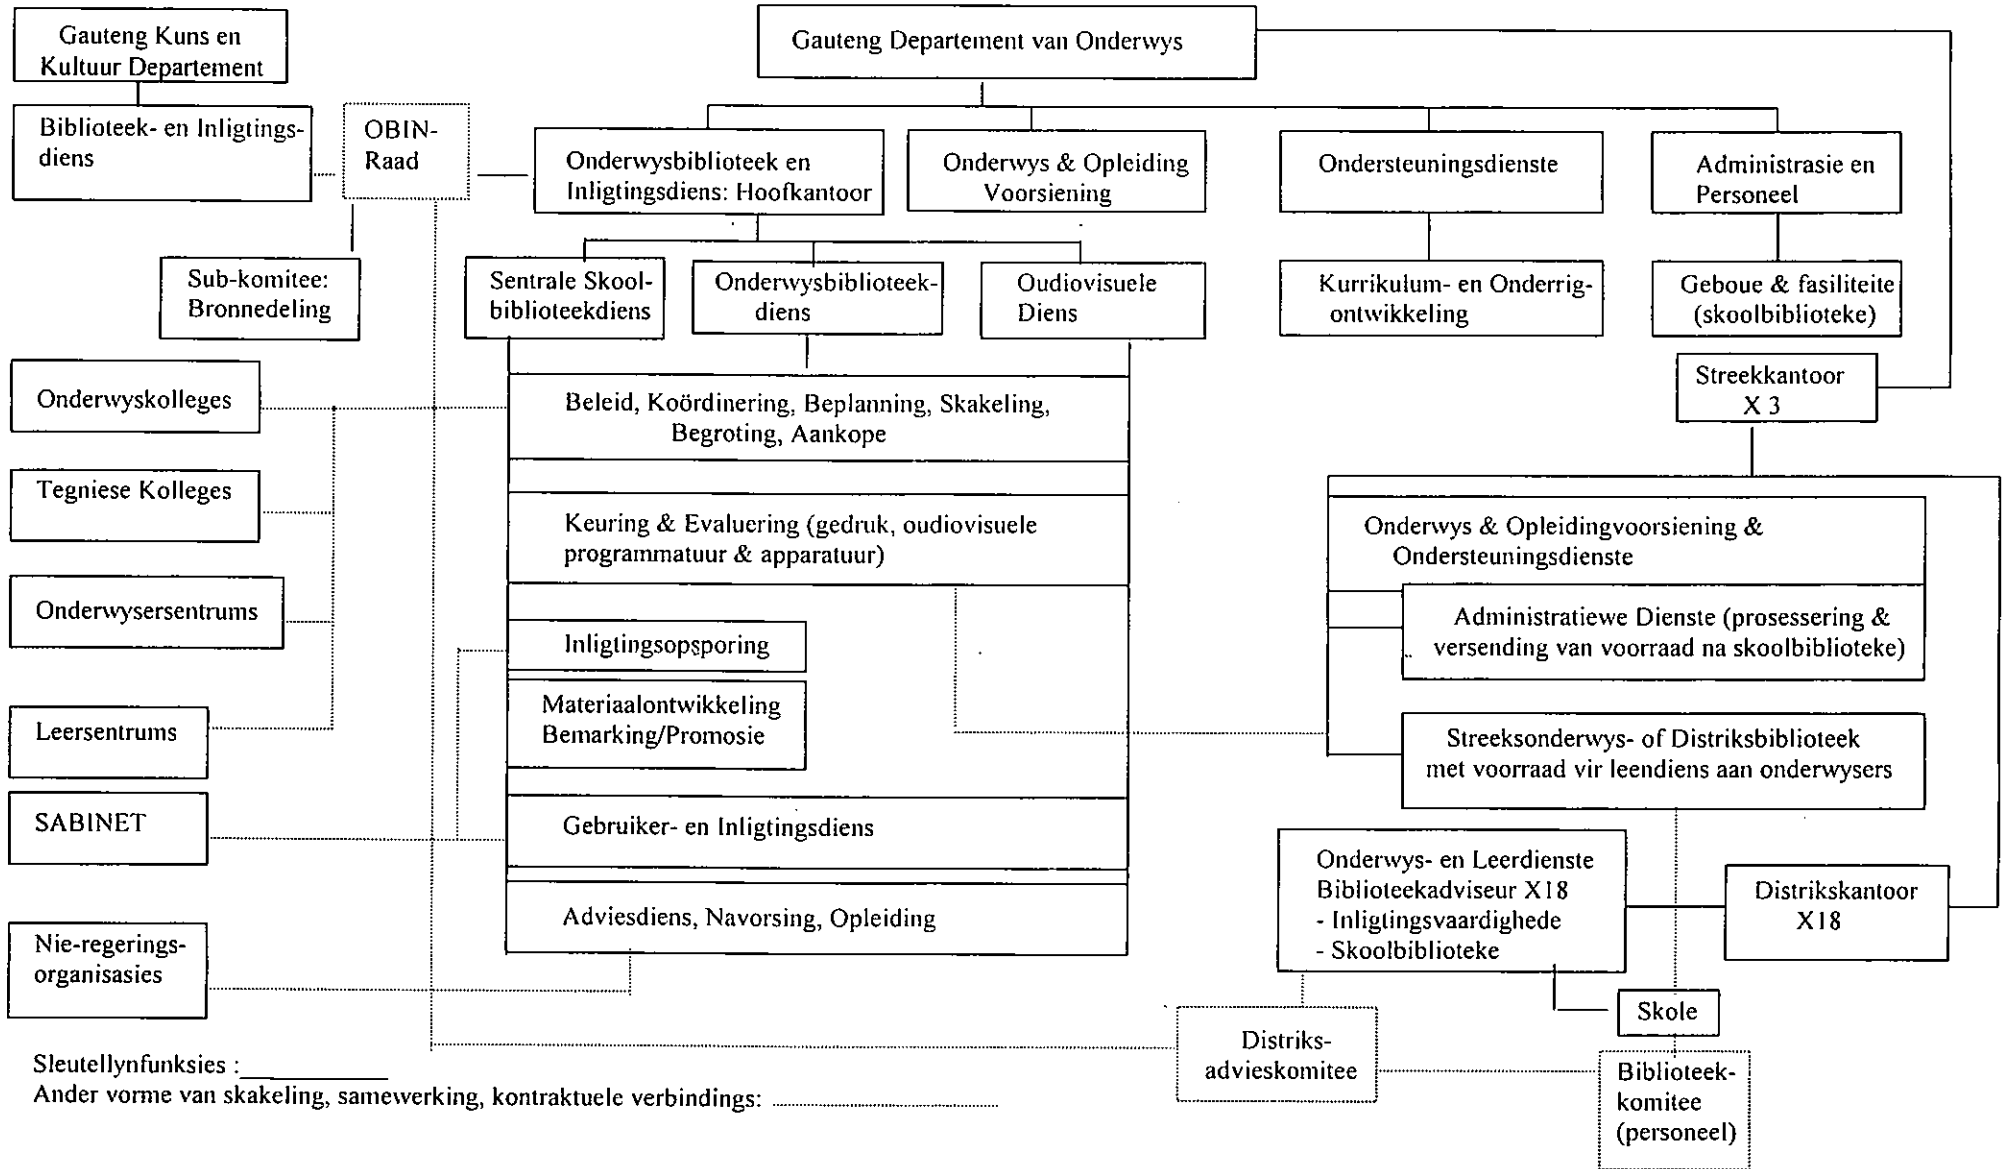 Gauteng Kuns en
Kultuur Departement
Gauteng Departement van Onderwys
Biblioteek- en Inligtings-
diens
OBIN-
Raad
Onderwysbiblioteek en
Inligtingsdiens: Hoofkantoor
Onderwys & Opleiding
Voorsiening
Ondersteuningsdienste
Administrasie en
Personeel
Sub-komitee:
Bronnedeling
Sentrale Skool-
biblioteekdiens
Onderwysbiblioteek-
diens
Oudiovisuele
Diens
Kurrikulum- en Onderrig-
ontwikkeling
Geboue & fasiliteite
(skoolbiblioteke)
Streekkantoor
X 3
Onderwyskolleges
Tegniese Kolleges
Onderwysersentrums
Leersentrums
SABINET
Nie-regerings-
organisasies
Beleid, Koördinering, Beplanning, Skakeling,
Begroting, Aankope
Keuring & Evaluering (gedruk, oudiovisuele
programmatuur & apparatuur)
Inligtingsopsporing
Materiaalontwikkeling
Bemarking/Promosie
Gebruiker- en Inligtingsdiens
Adviesdiens, Navorsing, Opleiding
Onderwys & Opleidingvoorsiening &
Ondersteuningsdienste
Administratiewe Dienste (prosessering &
versending van voorraad na skoolbiblioteke)
Streeksonderwys- of Distriksbiblioteek
met voorraad vir leendiens aan onderwysers
Onderwys- en Leerdienste
Biblioteekadviseur X18
- Inligtingsvaardighede
- Skoolbiblioteke
Distrikskantoor
X18
Skole
Distriks-
advieskomitee
Biblioteek-
komitee
(personeel)
Sleutellynfunksies :
Ander vorme van skakeling, samewerking, kontraktuele verbindings: